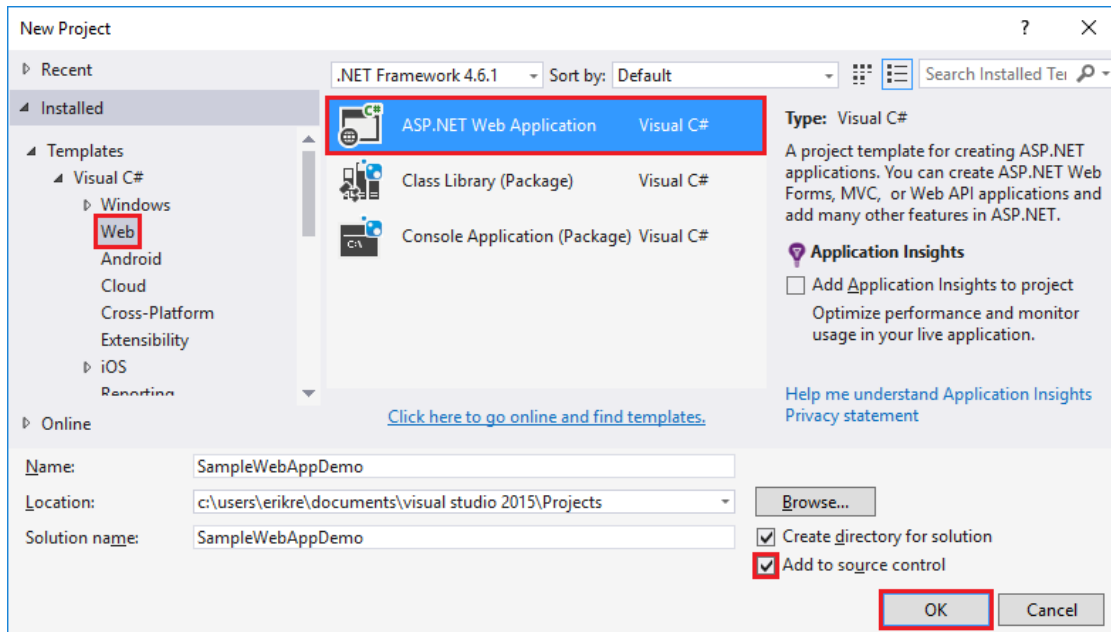 New Project
?
Recent
.NET Framework 4.6.1
Sort by: Default
Search Installed Te
Installed
Templates
Visual C#
Windows
Web
Android
Cloud
Cross-Platform
Extensibility
iOS
Reporting
Online
C#
ASP.NET Web Application Visual C#
Class Library (Package) Visual C#
C:\
Console Application (Package) Visual C#
Click here to go online and find templates.
Type: Visual C#
A project template for creating ASP.NET
applications. You can create ASP.NET Web
Forms, MVC, or Web API applications and
add many other features in ASP.NET.
Application Insights
Add Application Insights to project
Optimize performance and monitor
usage in your live application.
Help me understand Application Insights
Privacy statement
Name: SampleWebAppDemo
Location: c:\users\erikre\documents\visual studio 2015\Projects
Browse...
Solution name: SampleWebAppDemo
Create directory for solution
Add to source control
OK
Cancel